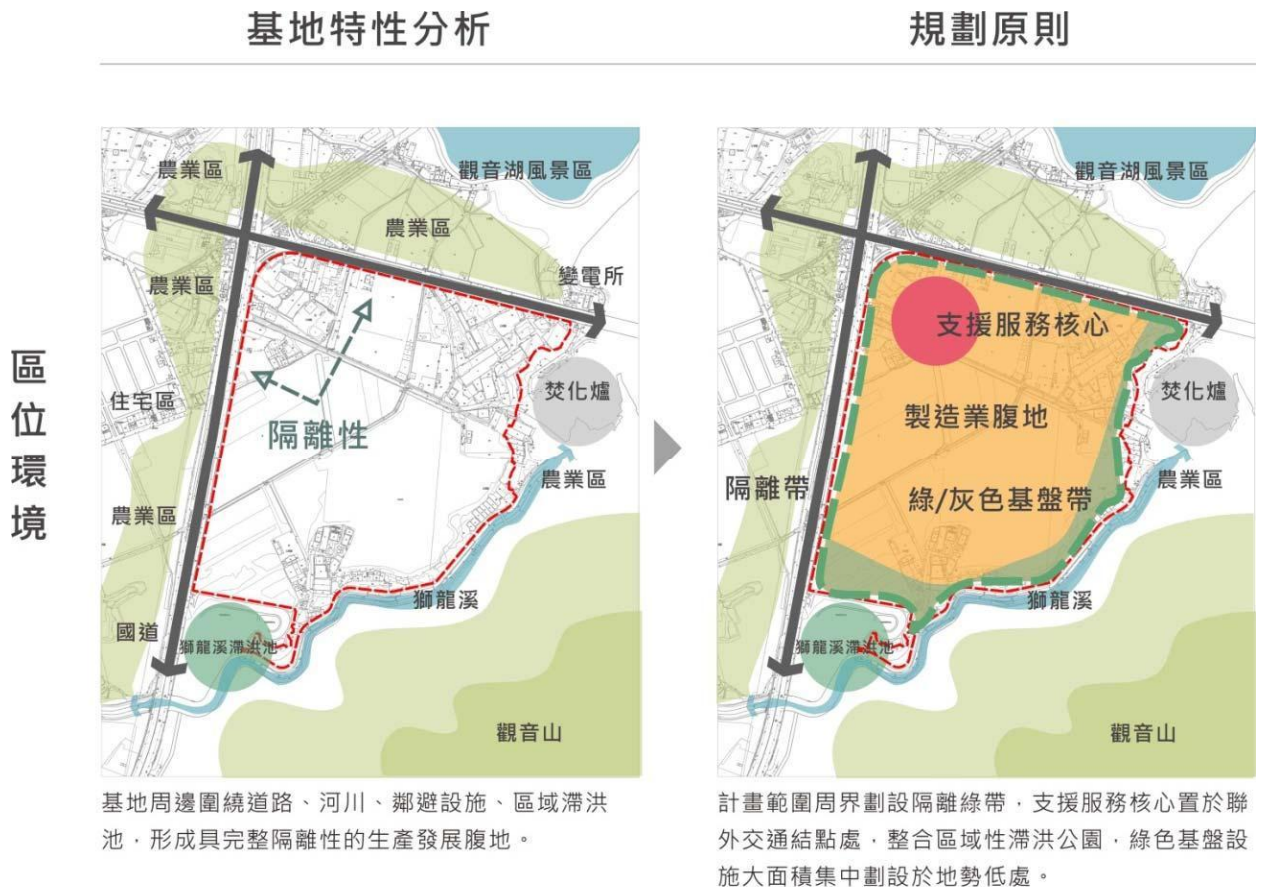 基地特性分析
規劃原則
區位環境
農業區
觀音湖風景區
農業區
變電所
農業區
住宅區
隔離性
焚化爐
農業區
農業區
獅龍溪
國道
獅龍溪滯洪池
觀音山
觀音湖風景區
支援服務核心
製造業腹地
焚化爐
隔離帶
綠/灰色基盤帶
農業區
獅龍溪
獅龍溪滯洪池
觀音山
基地周邊圍繞道路、河川、鄰避設施、區域滯洪
池，形成具完整隔離性的生產發展腹地。
計畫範圍周界劃設隔離綠帶，支援服務核心置於聯
外交通結點處，整合區域性滯洪公園，綠色基盤設
施大面積集中劃設於地勢低處。